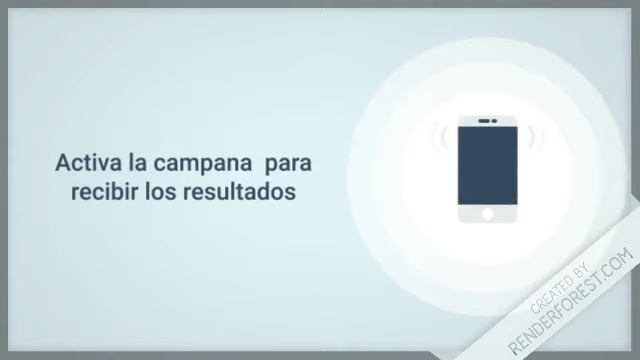 Activa la campana  para
recibir los resultados
CREATED BY
RENDERFOREST.COM